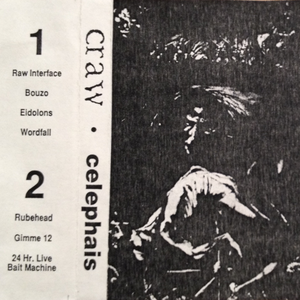 1
Raw Interface
Bouzo
Eidolons
Wordfall
2
Rubehead
Gimme 12
24 Hr. Live
Bait Machine
craw • celephais